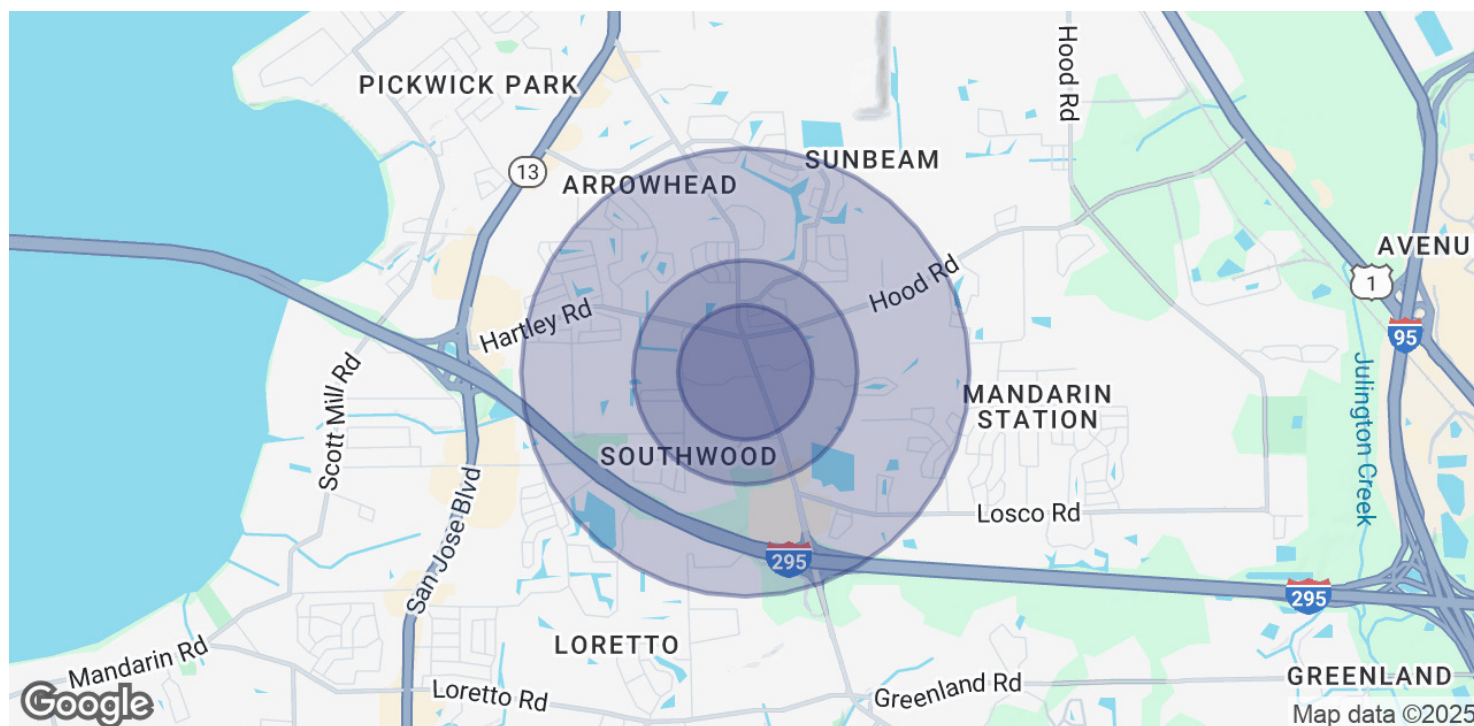 Hood Rd
PICKWICK PARK
13
SUNBEAM
ARROWHEAD
AVENU
1
Hood Rd
Hartley Rd
95
Scott Mill Rd
MANDARIN
STATION
Julington Creek
SOUTHWOOD
San Jose Blvd
Losco Rd
295
295
LORETTO
Mandarin Rd
Loretto Rd
Greenland Rd
GREENLAND
Google
Map data ©2025